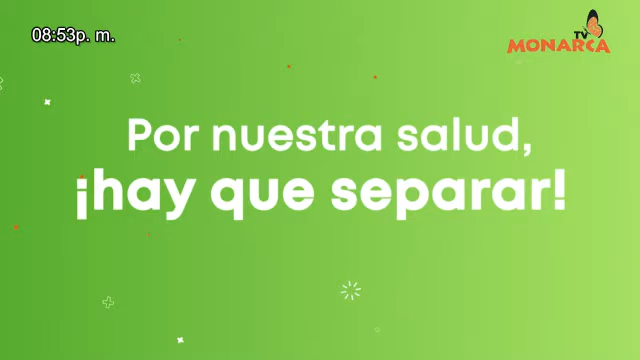 08:53p. m.
TV
MONARCA
Por nuestra salud,
¡hay que separar!